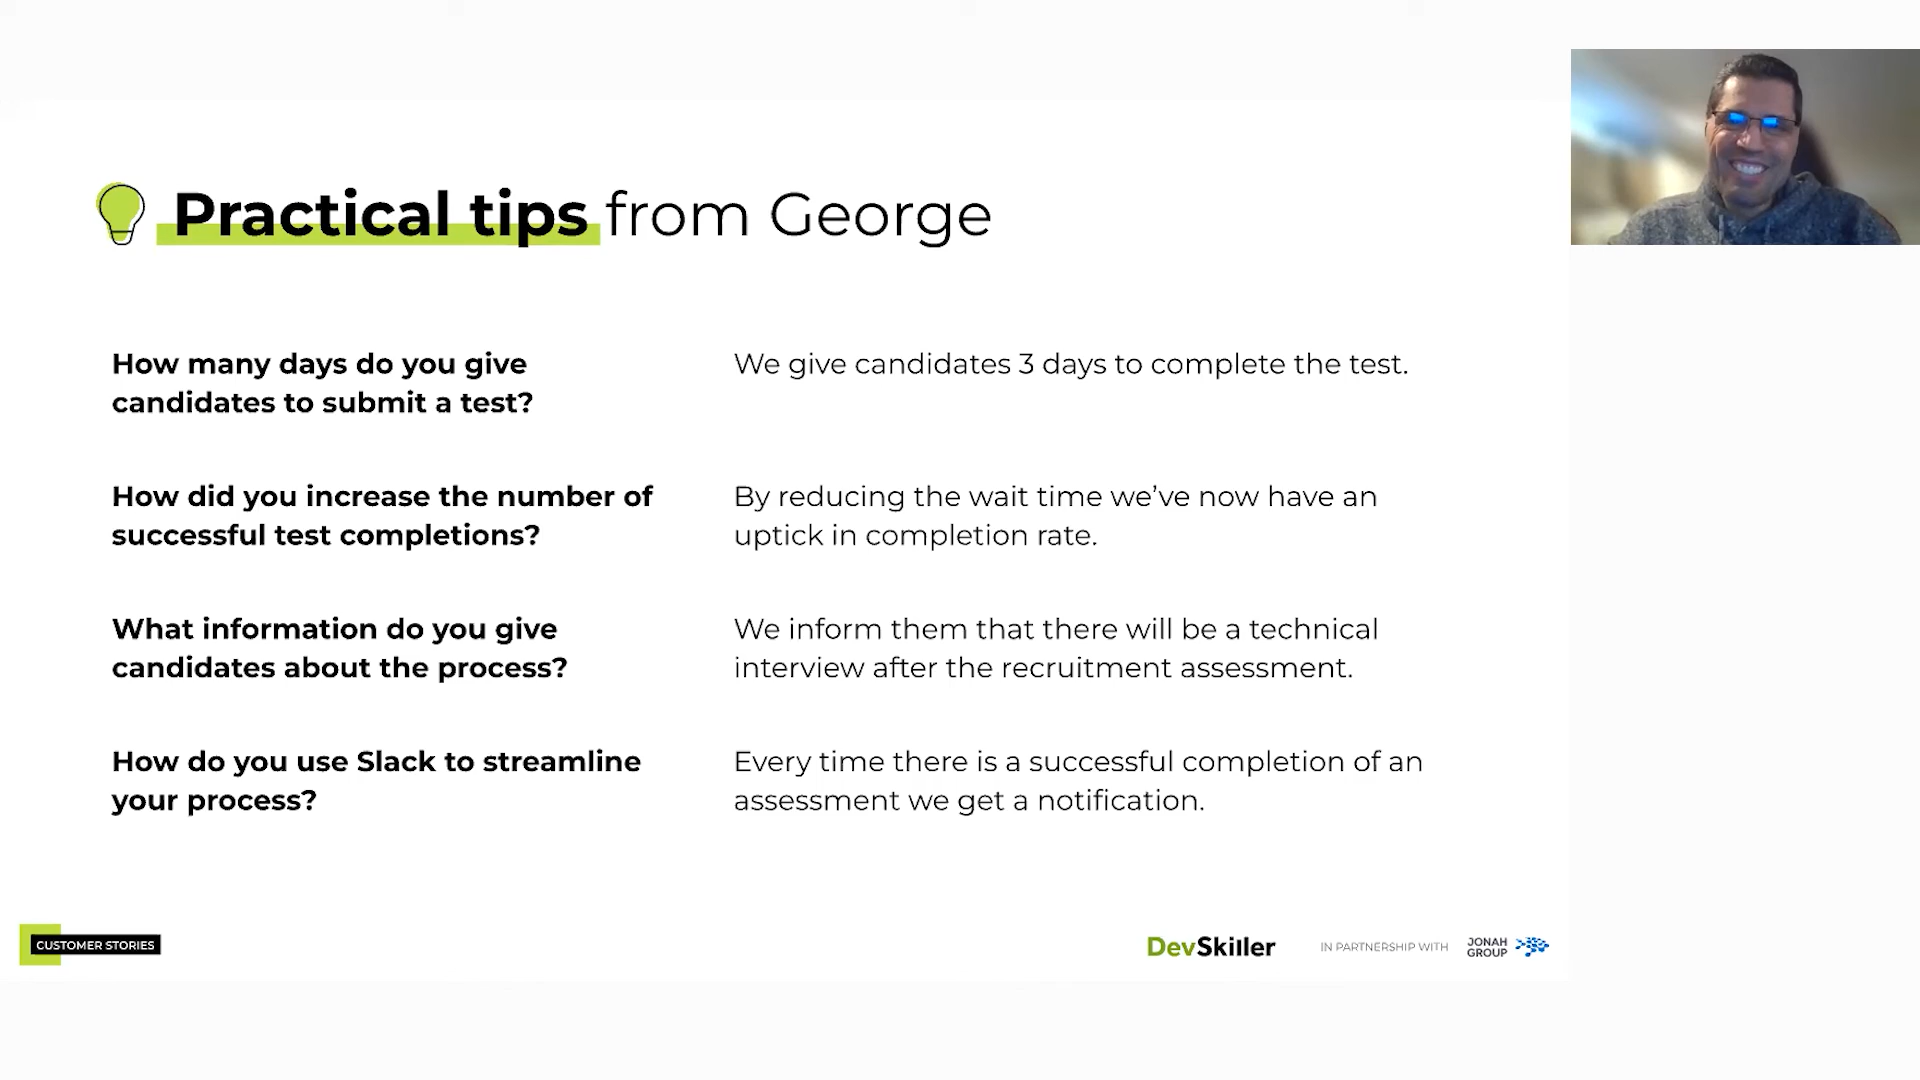 Practical tips from George
How many days do you give
candidates to submit a test?
We give candidates 3 days to complete the test.
How did you increase the number of
successful test completions?
By reducing the wait time we’ve now have an
uptick in completion rate.
What information do you give
candidates about the process?
We inform them that there will be a technical
interview after the recruitment assessment.
How do you use Slack to streamline
your process?
Every time there is a successful completion of an
assessment we get a notification.
CUSTOMER STORIES
DevSkiller
IN PARTNERSHIP WITH
JONAH
GROUP